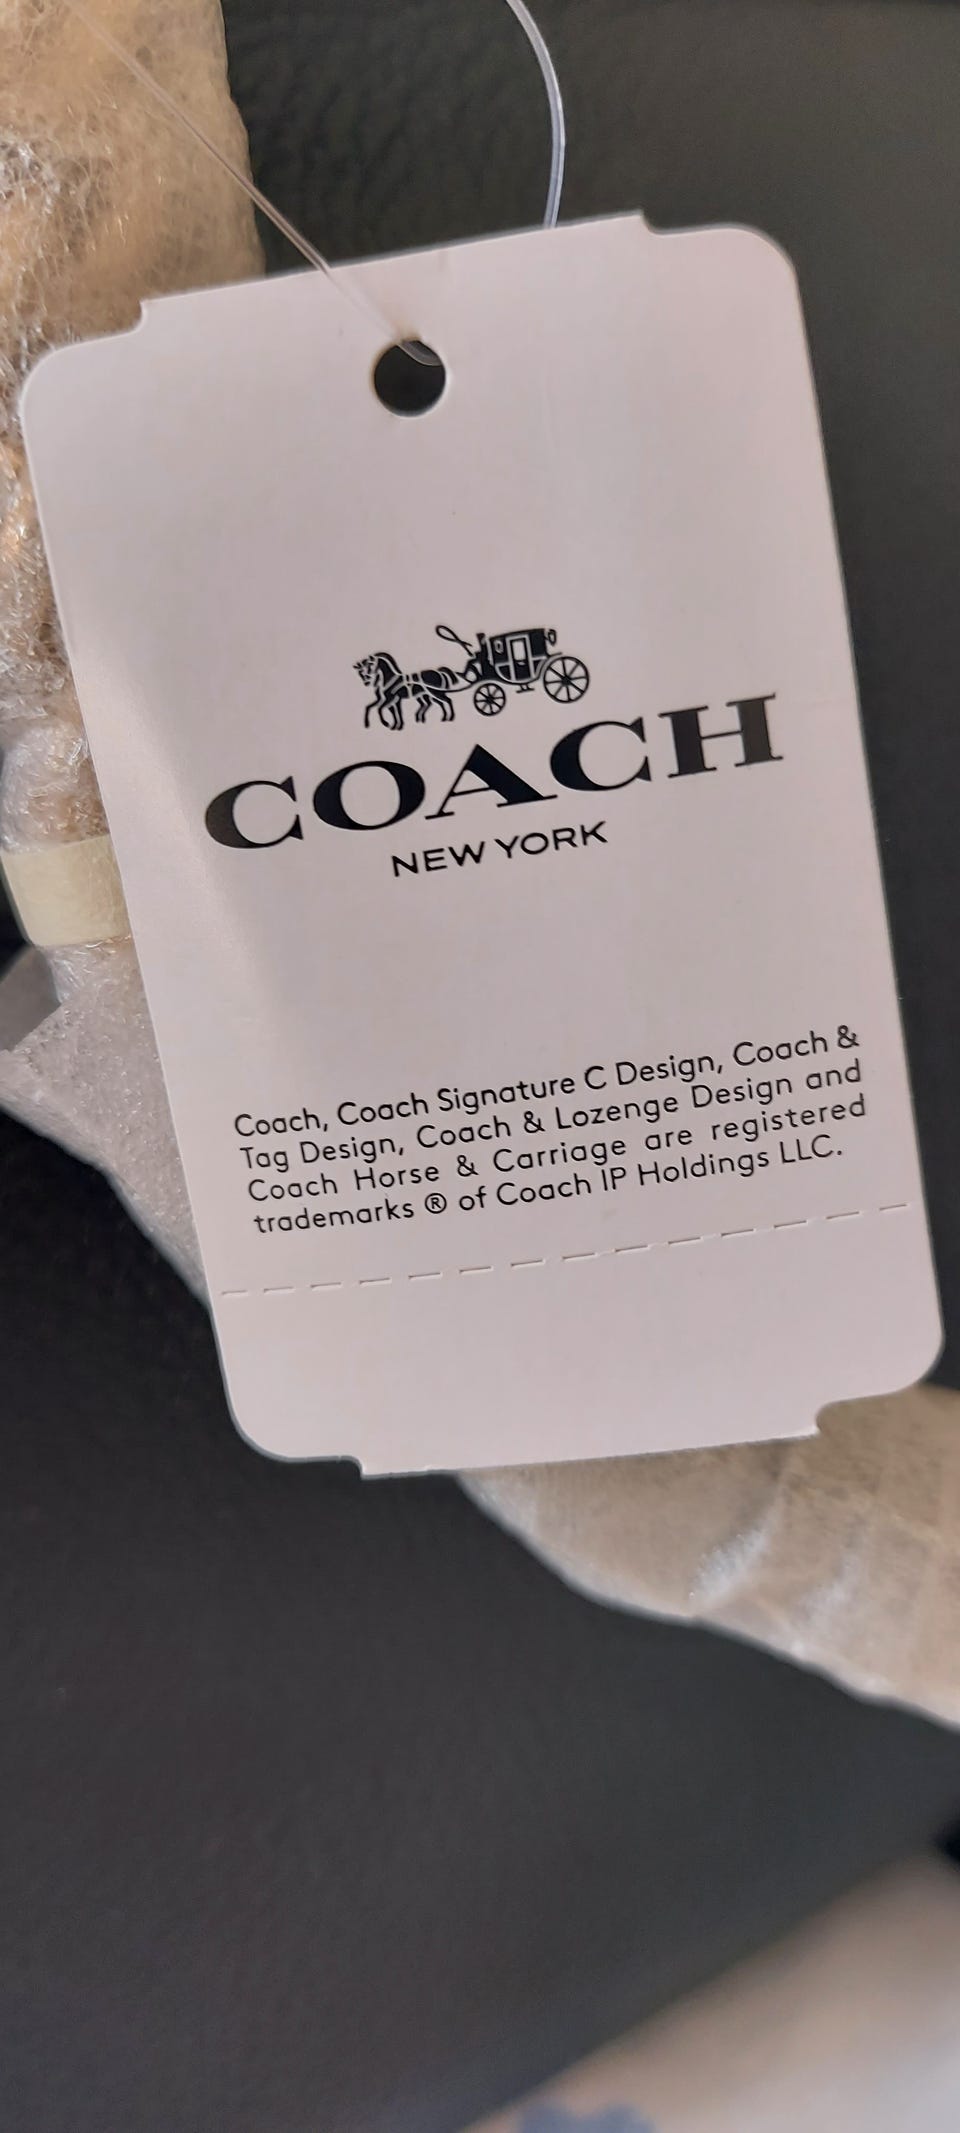 COACH
NEW YORK
Coach, Coach Signature C Design, Coach &
Tag Design, Coach & Lozenge Design and
Coach Horse & Carriage are registered
trademarks ® of Coach IP Holdings LLC.